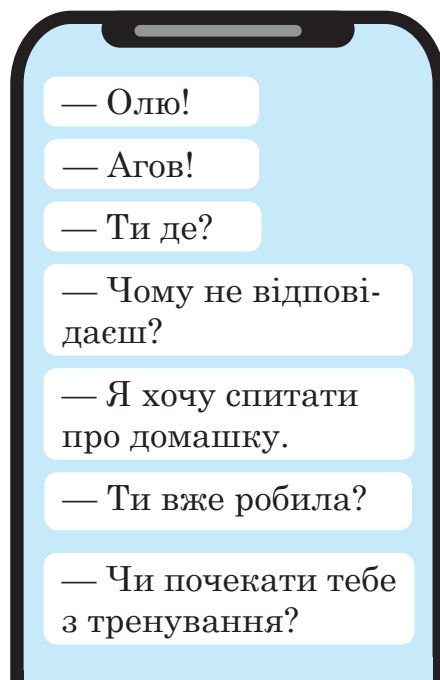 — Олю!
— Агов!
— Ти де?
— Чому не відпові-
даєш?
— Я хочу спитати
про домашку.
— Ти вже робила?
— Чи почекати тебе
з тренування?